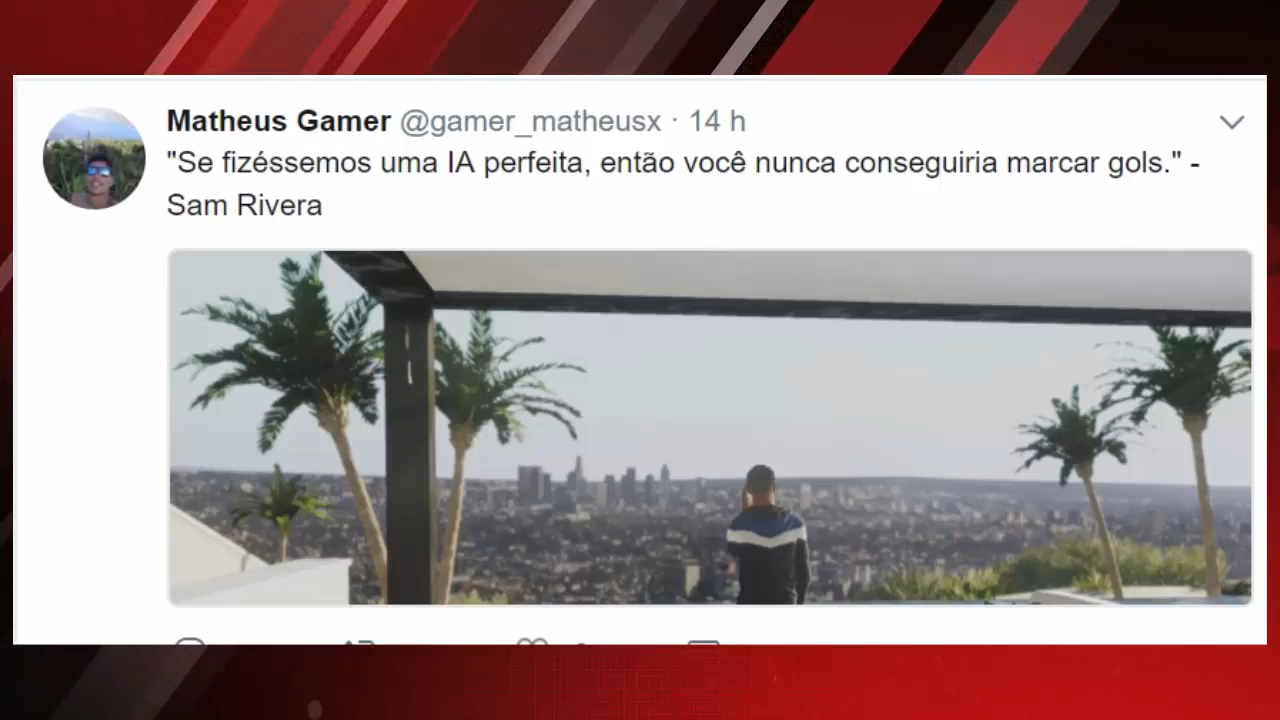 Matheus Gamer @gamer_matheusx · 14 h
"Se fizéssemos uma IA perfeita, então você nunca conseguiria marcar gols." -
Sam Rivera